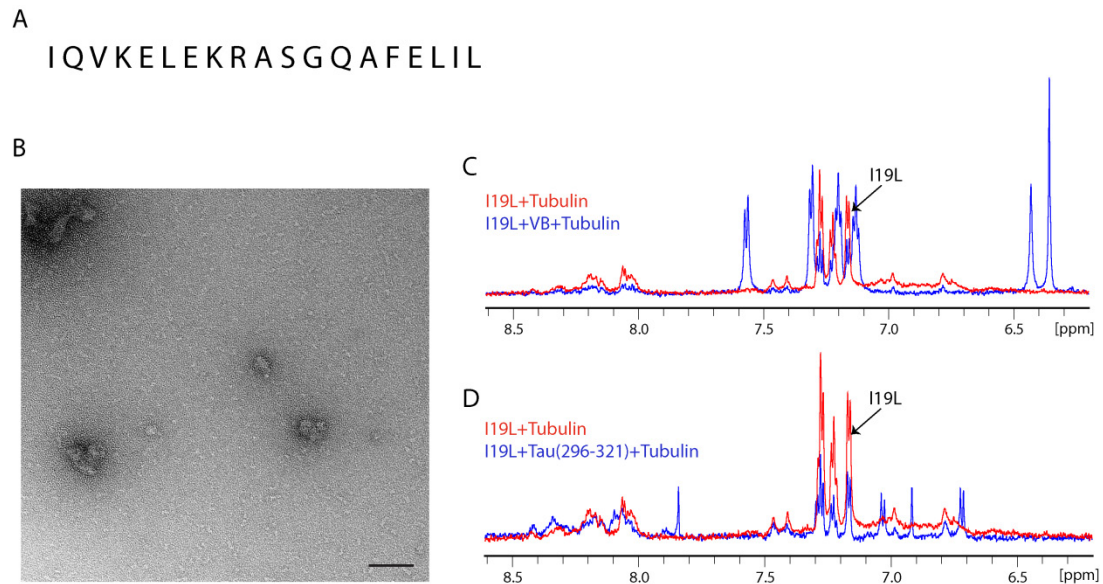 A
IQVKELEKRASGQAFELIL
B
C
I19L+Tubulin
I19L+VB+Tubulin
I19L
8.5 8.0 7.5 7.0 6.5 [ppm]
D
I19L+Tubulin
I19L+Tau(296-321)+Tubulin
I19L
8.5 8.0 7.5 7.0 6.5 [ppm]